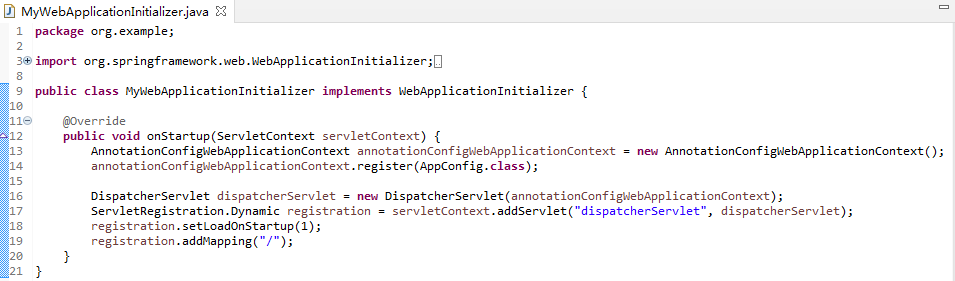 MyWebApplicationInitializer.java
1 package org.example;
2
3 import org.springframework.web.WebApplicationInitializer;
8
9 public class MyWebApplicationInitializer implements WebApplicationInitializer {
10
11 @Override
12 public void onStartup(ServletContext servletContext) {
13 AnnotationConfigWebApplicationContext annotationConfigWebApplicationContext = new AnnotationConfigWebApplicationContext();
14 annotationConfigWebApplicationContext.register(AppConfig.class);
15
16 DispatcherServlet dispatcherServlet = new DispatcherServlet(annotationConfigWebApplicationContext);
17 ServletRegistration.Dynamic registration = servletContext.addServlet("dispatcherServlet", dispatcherServlet);
18 registration.setLoadOnStartup(1);
19 registration.addMapping("/");
20 }
21 }